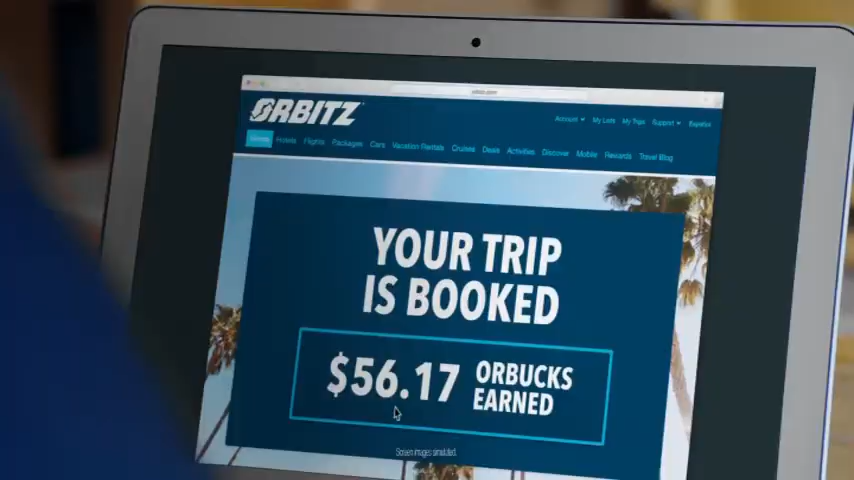 ORBITZ
Account My Lists My Trips Support Español
Hotels Flights Packages Cars Vacation Rentals Cruises Deals Activities Discover Mobile Rewards Travel Blog
YOUR TRIP
IS BOOKED
$56.17 ORBUCKS
EARNED
Screen images simulated.